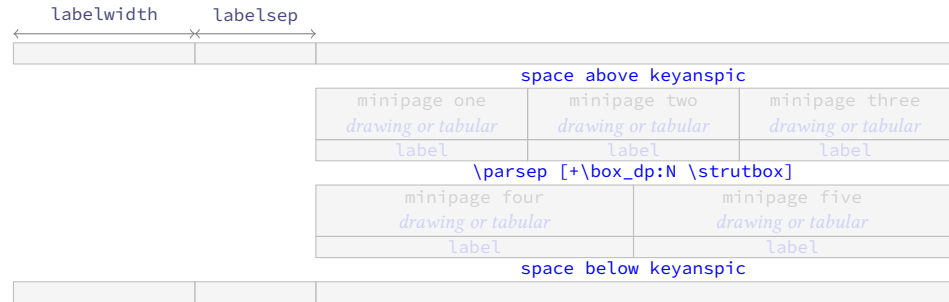 labelwidth labelsep
space above keyanspic
minipage one minipage two minipage three
drawing or tabular drawing or tabular drawing or tabular
label label label
\parsep [+\box_dp:N \strutbox]
minipage four minipage five
drawing or tabular drawing or tabular
label label
space below keyanspic